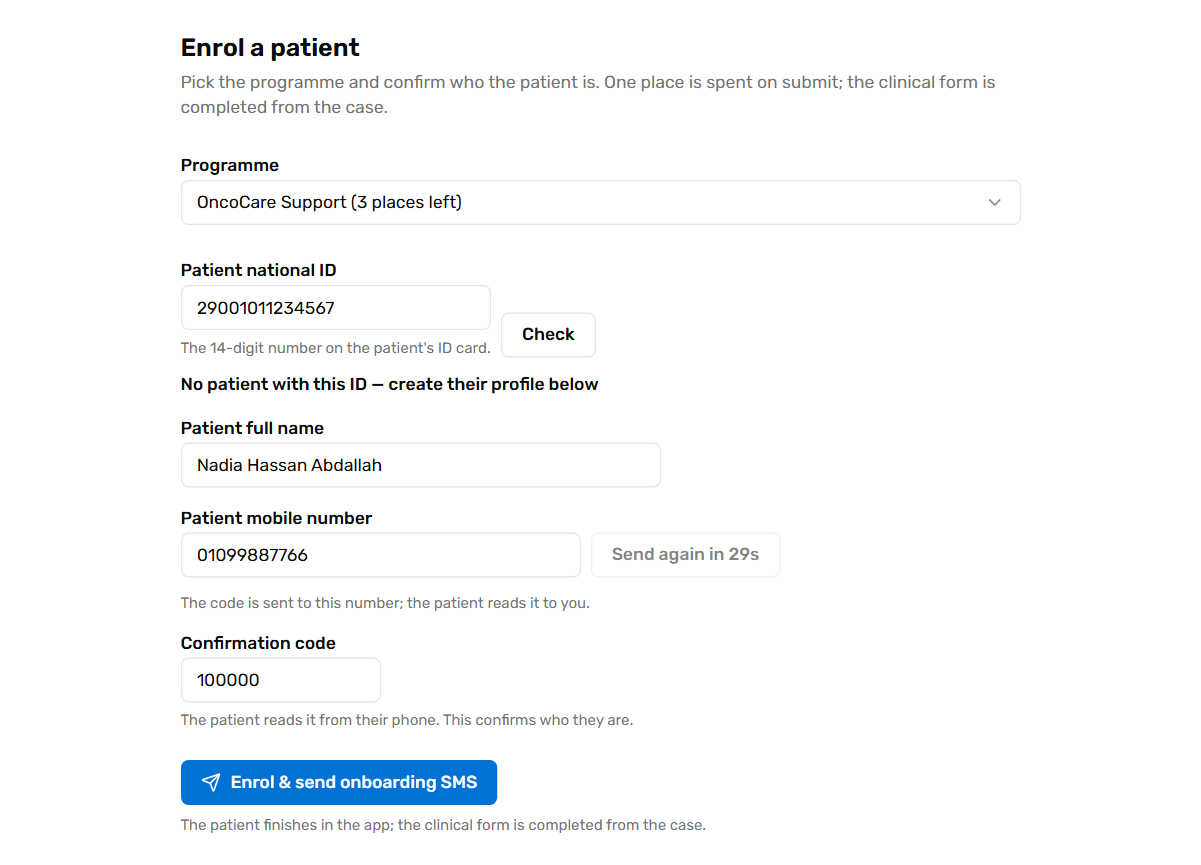 Enrol a patient
Pick the programme and confirm who the patient is. One place is spent on submit; the clinical form is
completed from the case.
Programme
OncoCare Support (3 places left)
Patient national ID
29001011234567
The 14-digit number on the patient's ID card.
Check
No patient with this ID — create their profile below
Patient full name
Nadia Hassan Abdallah
Patient mobile number
01099887766
Send again in 29s
The code is sent to this number; the patient reads it to you.
Confirmation code
100000
The patient reads it from their phone. This confirms who they are.
Enrol & send onboarding SMS
The patient finishes in the app; the clinical form is completed from the case.